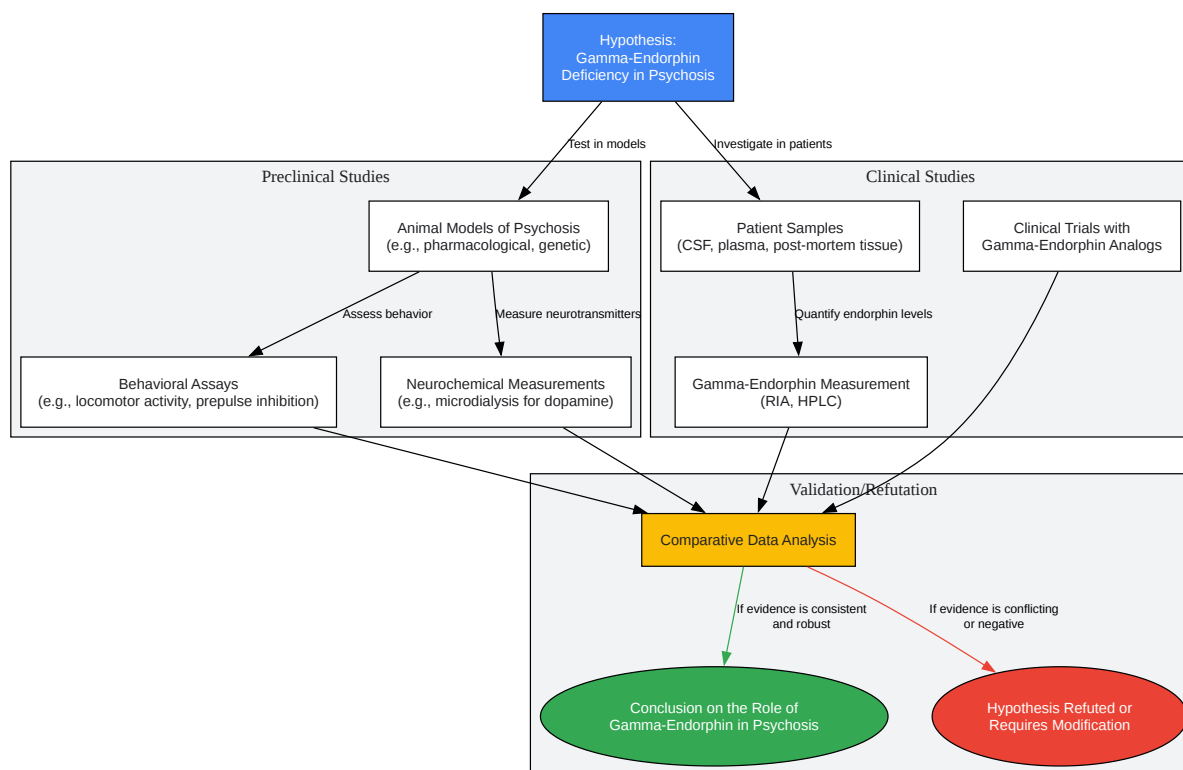 Hypothesis:
Gamma-Endorphin
Deficiency in Psychosis
Test in models
Investigate in patients
Preclinical Studies
Clinical Studies
Animal Models of Psychosis
(e.g., pharmacological, genetic)
Patient Samples
(CSF, plasma, post-mortem tissue)
Clinical Trials with
Gamma-Endorphin Analogs
Assess behavior
Measure neurotransmitters
Quantify endorphin levels
Behavioral Assays
(e.g., locomotor activity, prepulse inhibition)
Neurochemical Measurements
(e.g., microdialysis for dopamine)
Gamma-Endorphin Measurement
(RIA, HPLC)
Validation/Refutation
Comparative Data Analysis
If evidence is consistent
and robust
If evidence is conflicting
or negative
Conclusion on the Role of
Gamma-Endorphin in Psychosis
Hypothesis Refuted or
Requires Modification